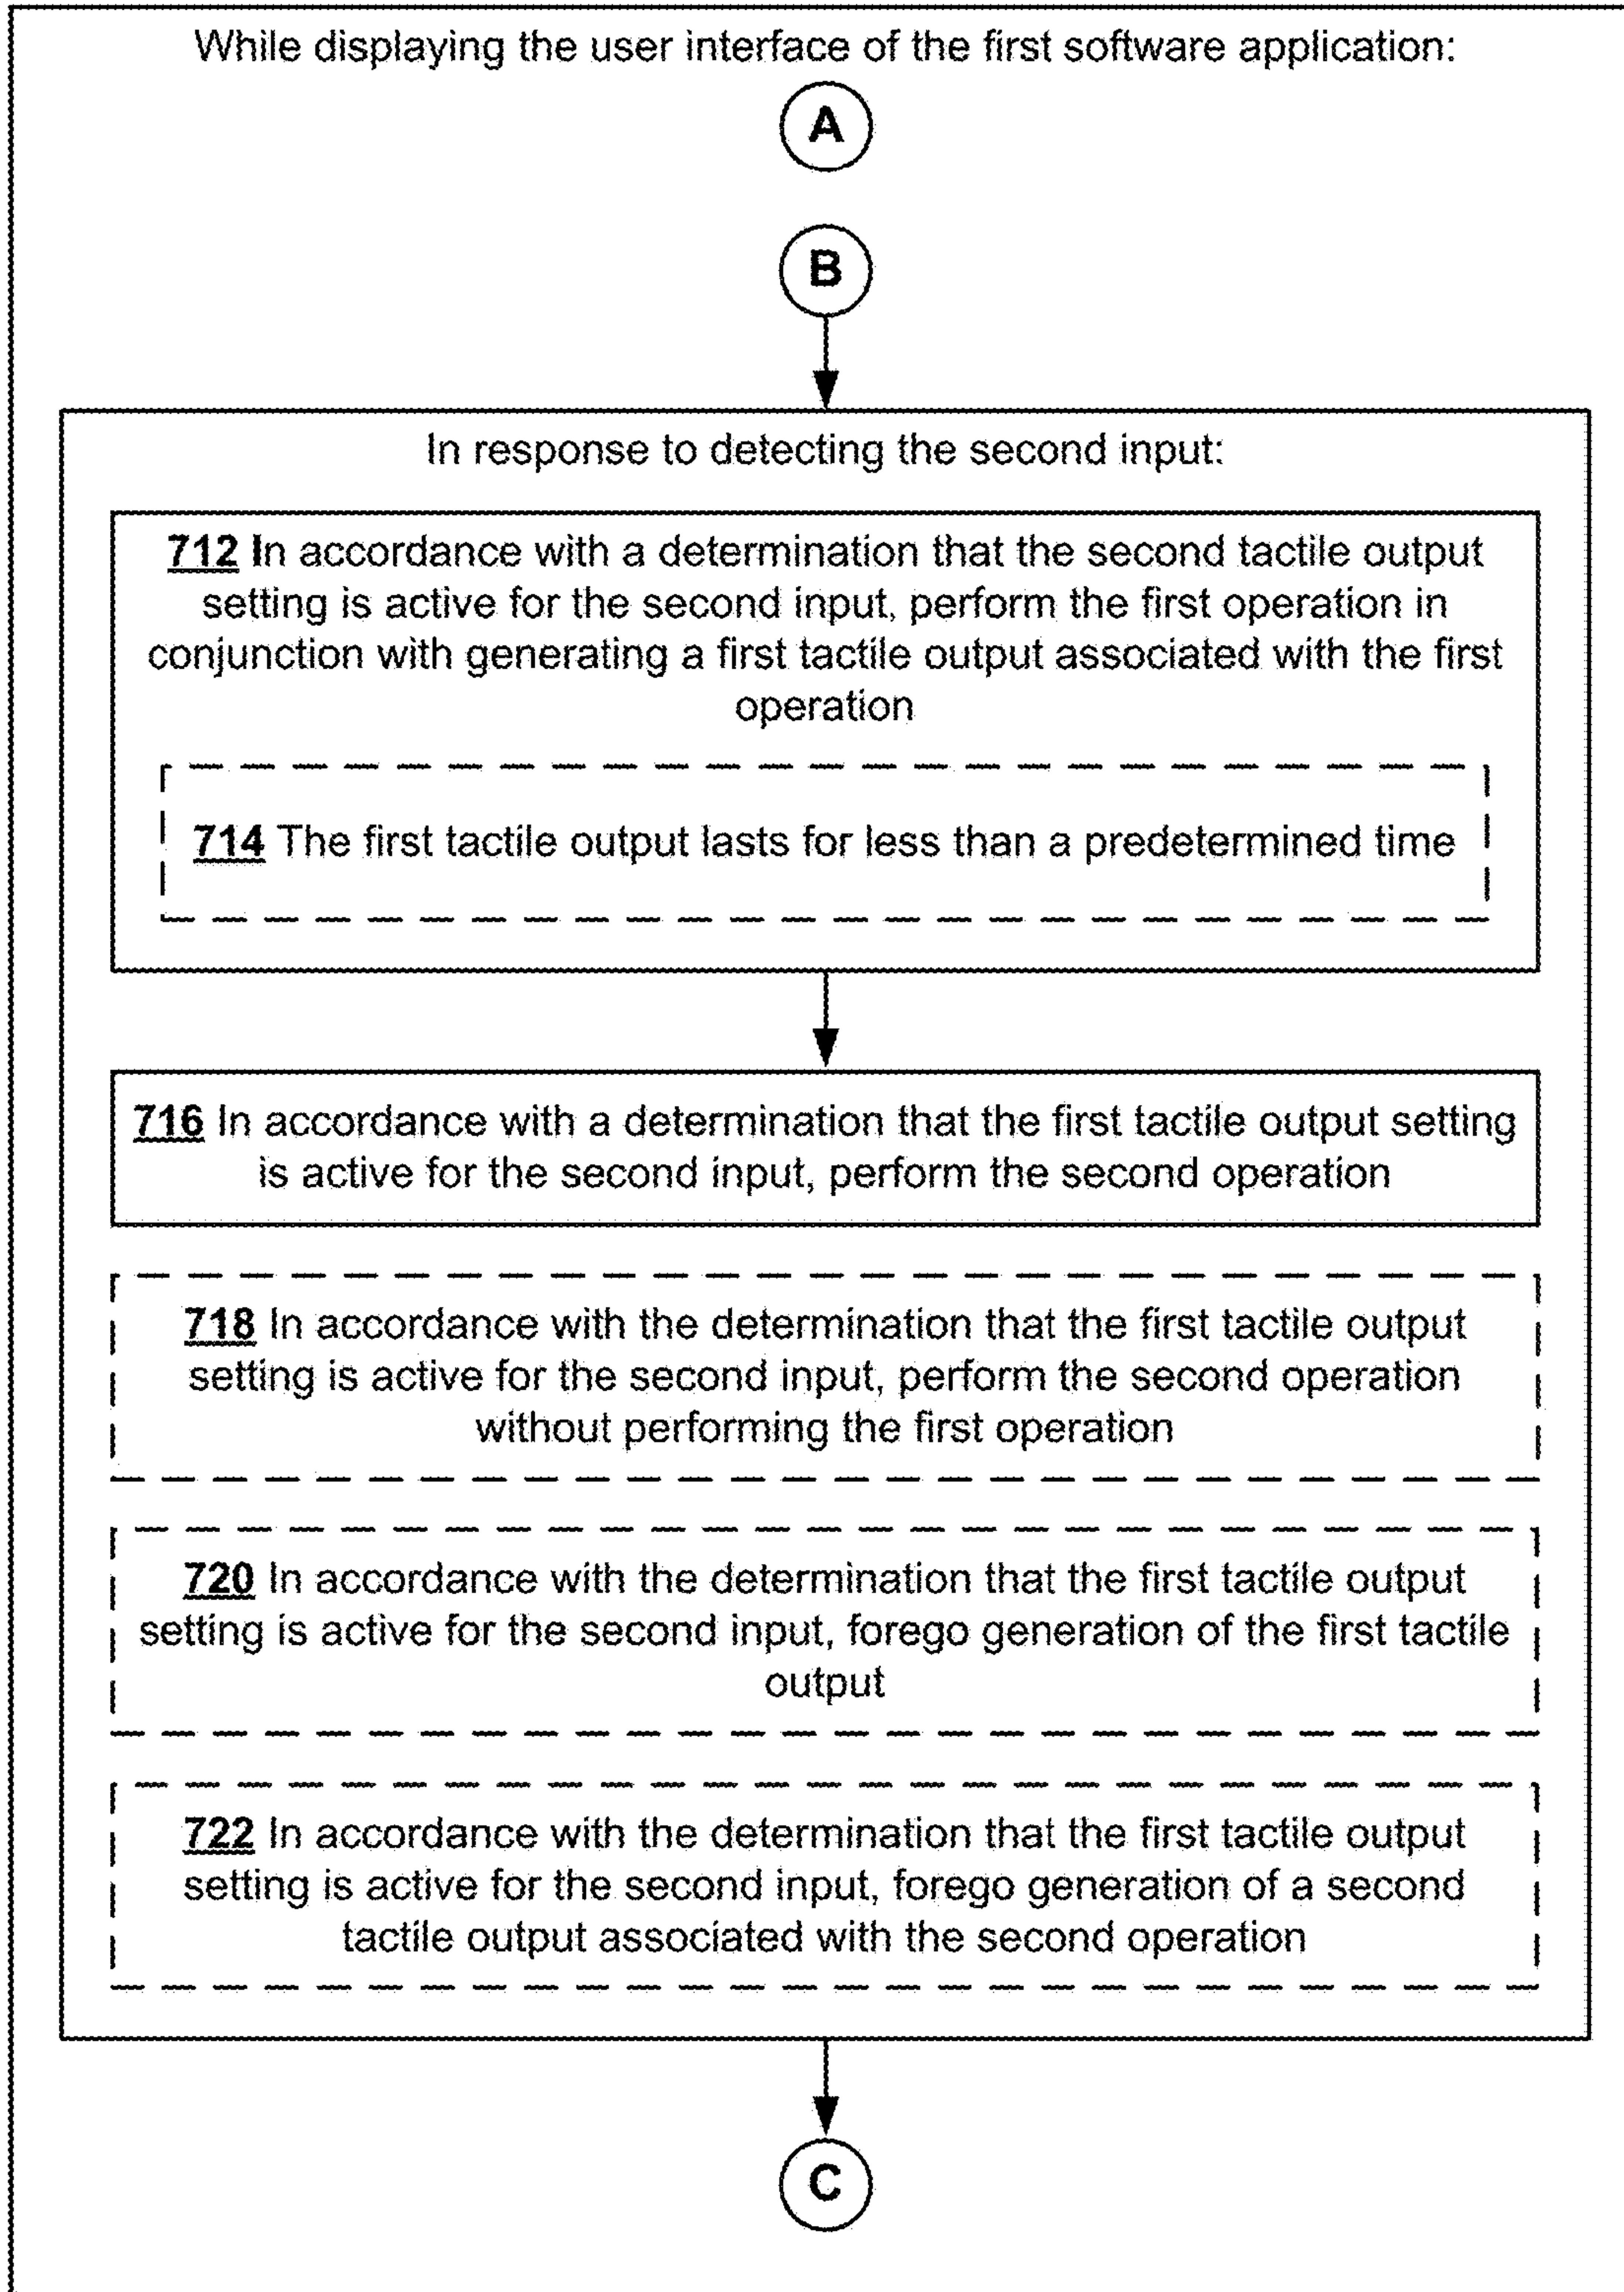 While displaying the user interface of the first software application:
A
B
In response to detecting the second input:
712 In accordance with a determination that the second tactile output
setting is active for the second input, perform the first operation in
conjunction with generating a first tactile output associated with the first
operation
714 The first tactile output lasts for less than a predetermined time
716 In accordance with a determination that the first tactile output setting
is active for the second input, perform the second operation
718 In accordance with the determination that the first tactile output
setting is active for the second input, perform the second operation
without performing the first operation
720 In accordance with the determination that the first tactile output
setting is active for the second input, forego generation of the first tactile
output
722 In accordance with the determination that the first tactile output
setting is active for the second input, forego generation of a second
tactile output associated with the second operation
C